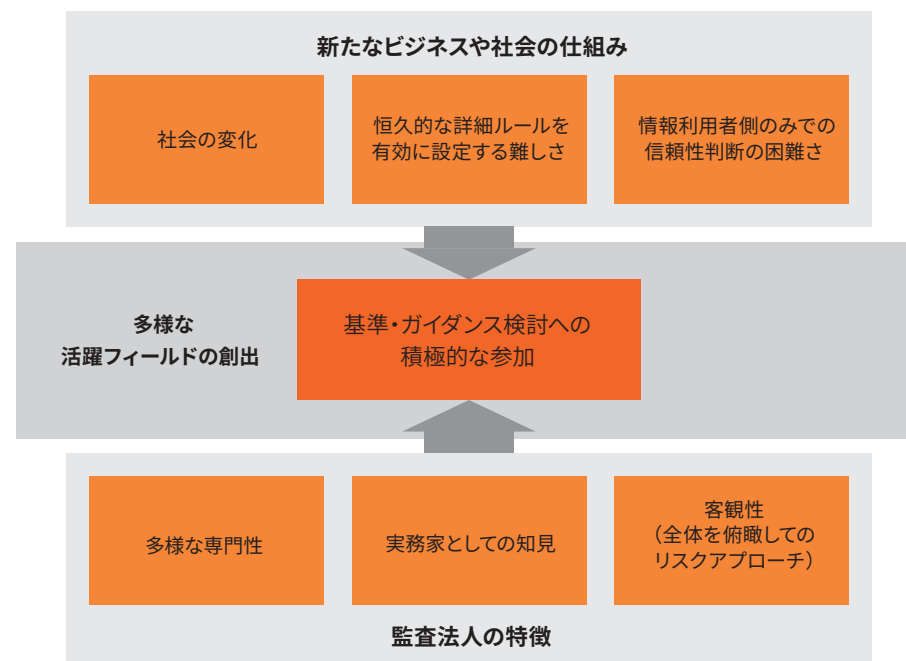 新たなビジネスや社会の仕組み
社会の変化
恒久的な詳細ルールを
有効に設定する難しさ
情報利用者側のみでの
信頼性判断の困難さ
多様な
活躍フィールドの創出
基準・ガイダンス検討への
積極的な参加
多様な専門性
実務家としての知見
客観性
（全体を俯瞰しての
リスクアプローチ）
監査法人の特徴